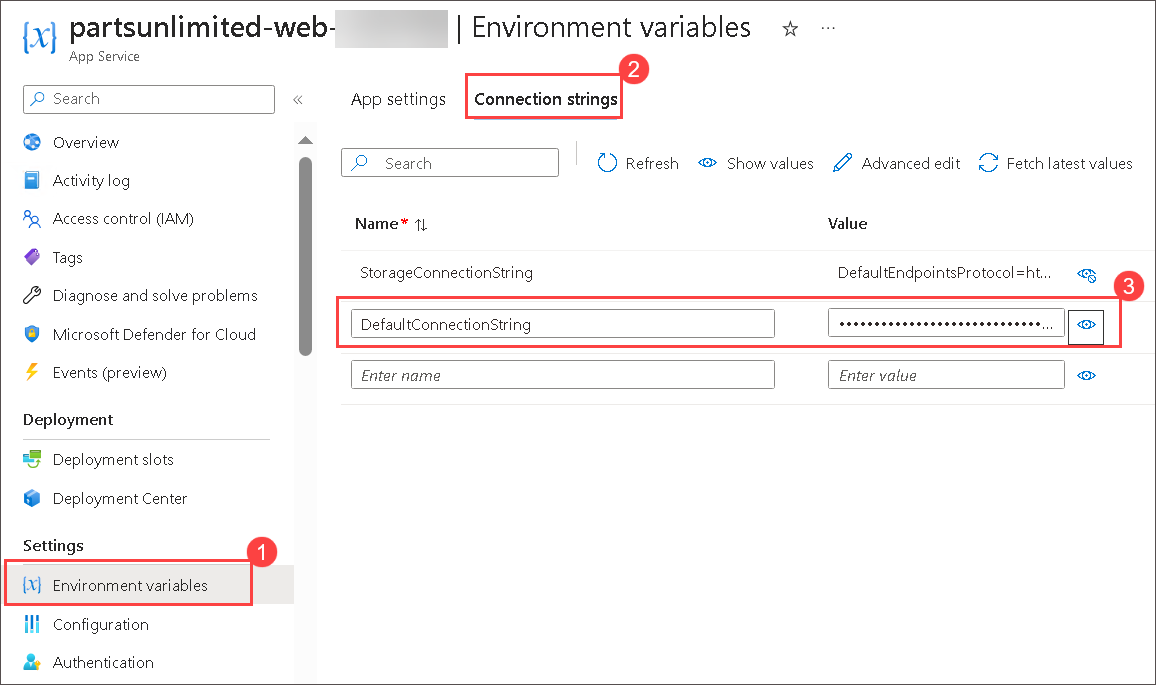 partsunlimited-web- | Environment variables
App Service
2
Search
App settings
Connection strings
Overview
Activity log
Access control (IAM)
Tags
Diagnose and solve problems
Microsoft Defender for Cloud
Events (preview)
Deployment
Deployment slots
Deployment Center
Settings
1
Environment variables
Configuration
Authentication
Search
Refresh
Show values
Advanced edit
Fetch latest values
Name*
Value
StorageConnectionString
DefaultEndpointsProtocol=ht...
3
DefaultConnectionString
••••••••••••••••••••••••••••••...
Enter name
Enter value